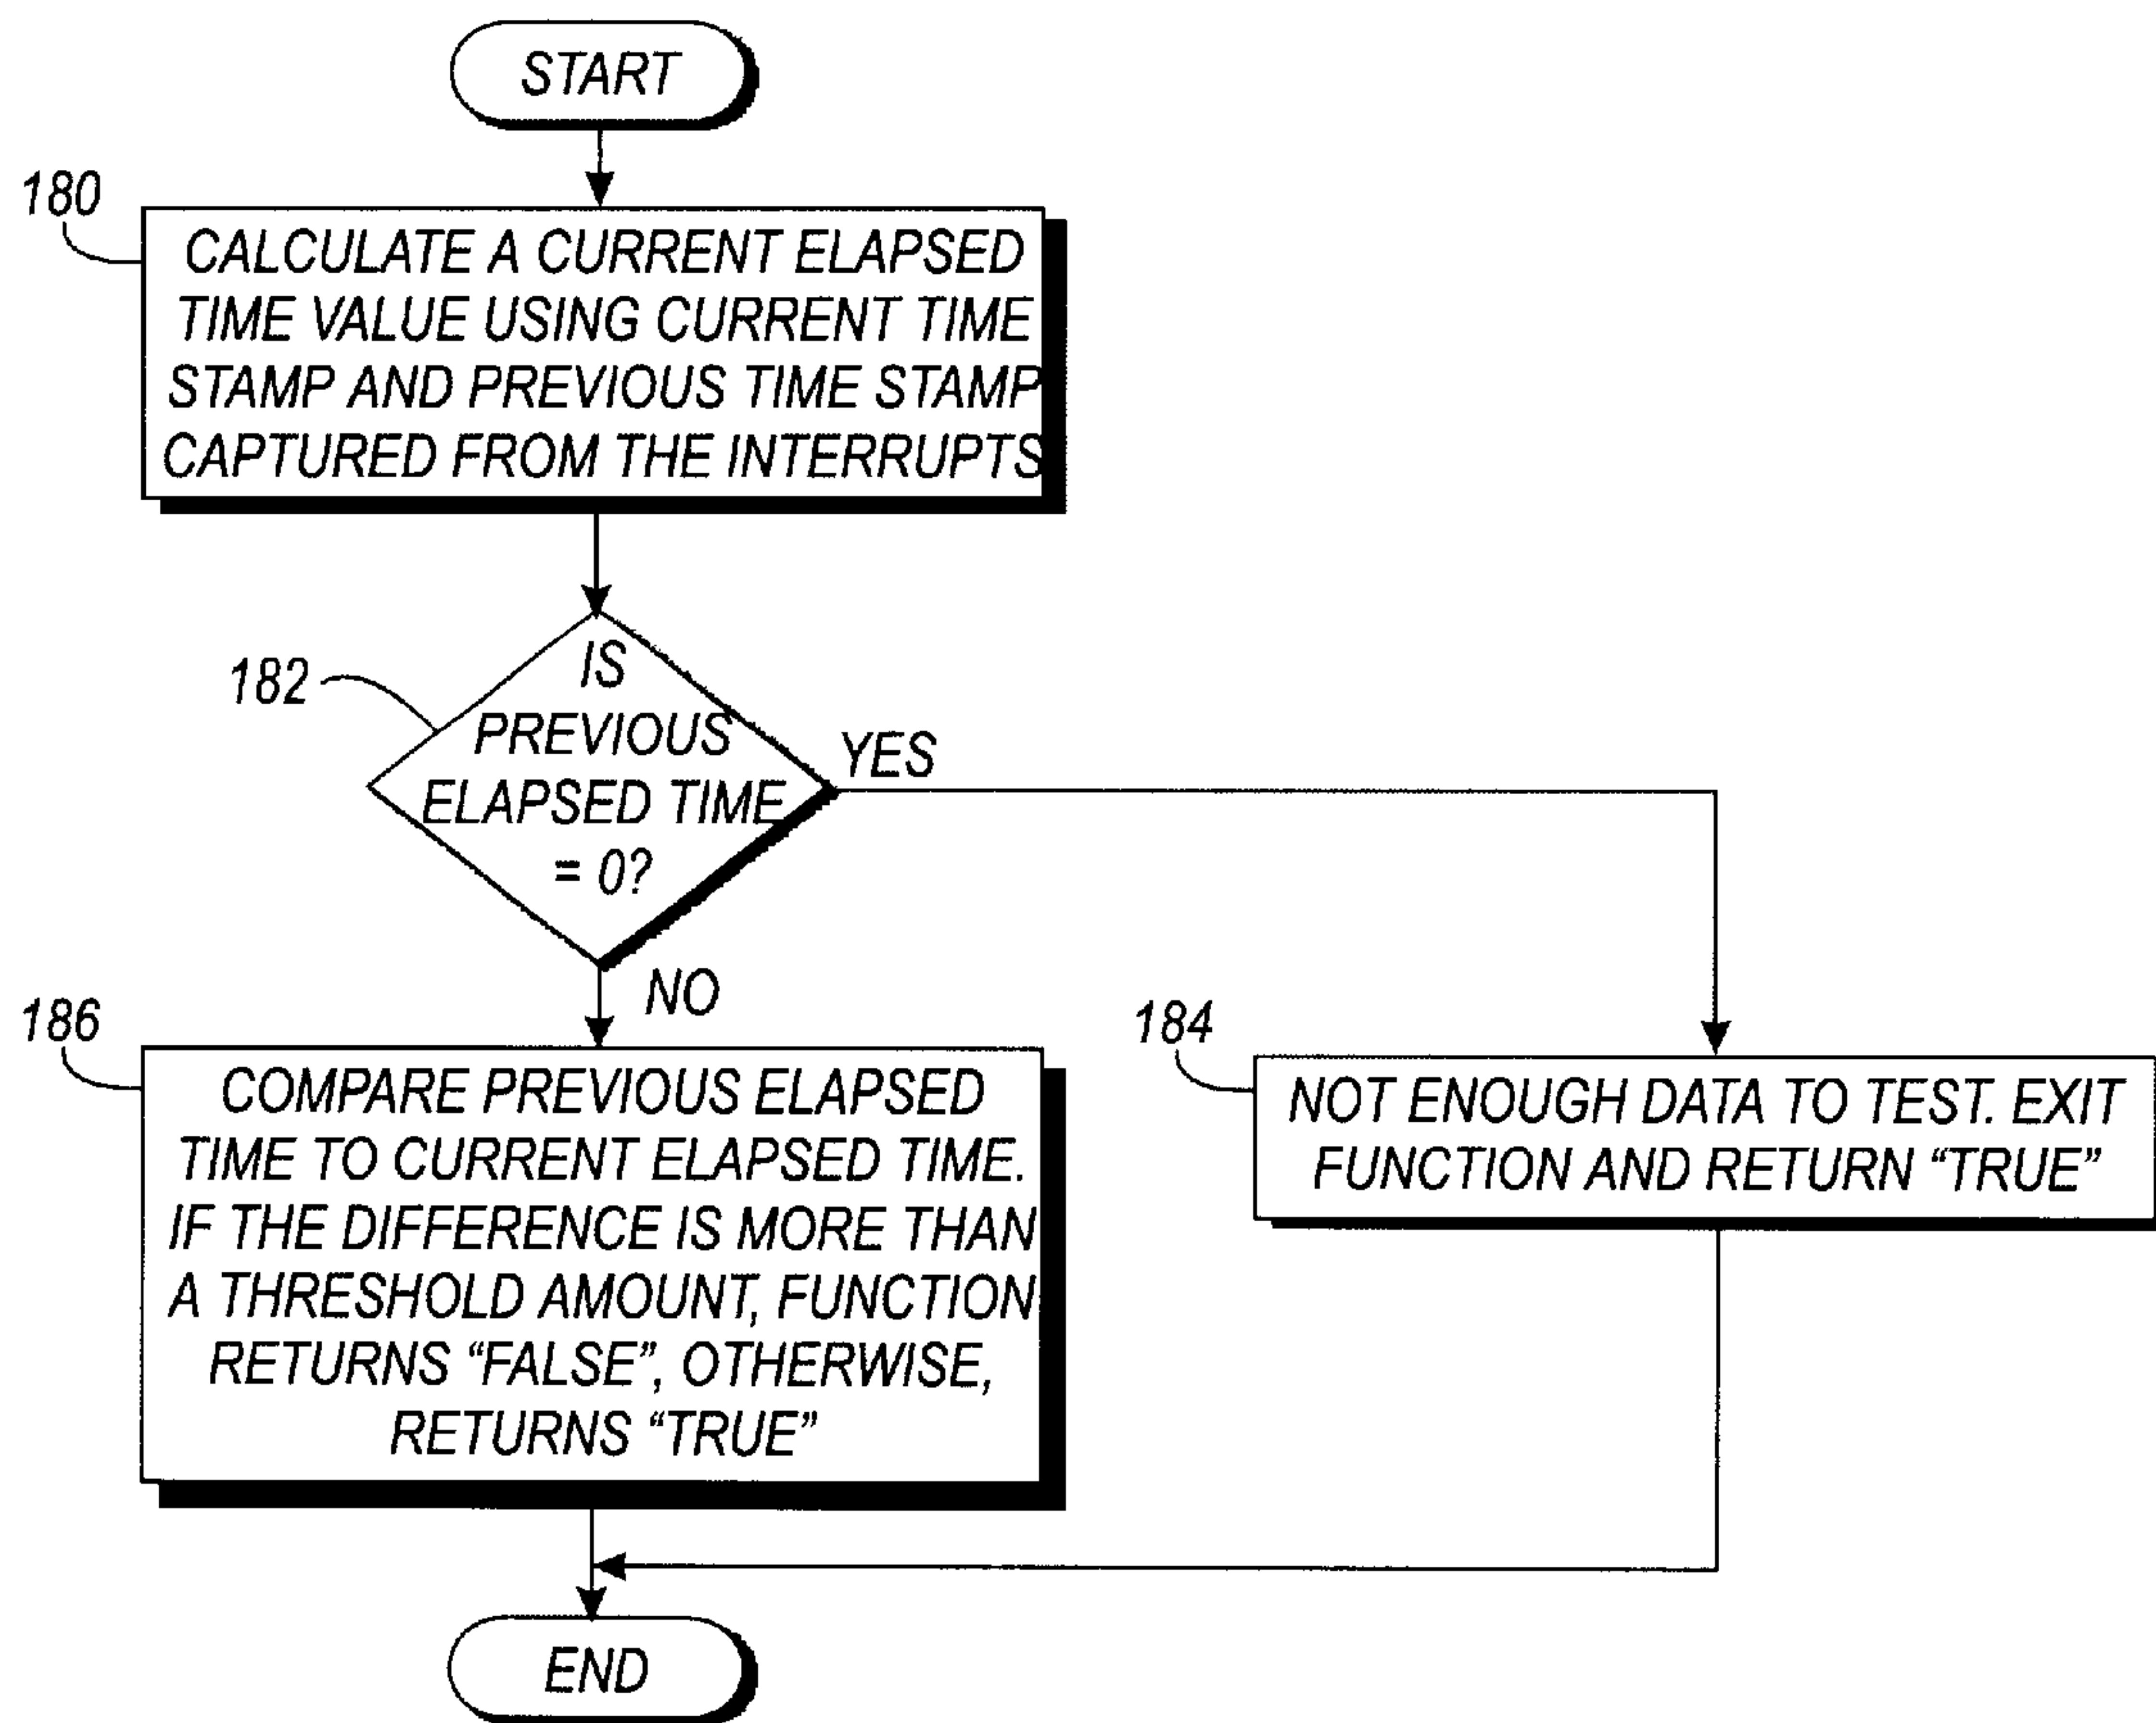 START
180
CALCULATE A CURRENT ELAPSED
TIME VALUE USING CURRENT TIME
STAMP AND PREVIOUS TIME STAMP
CAPTURED FROM THE INTERRUPTS
182
IS
PREVIOUS
ELAPSED TIME
= 0?
YES
NO
186
COMPARE PREVIOUS ELAPSED
TIME TO CURRENT ELAPSED TIME.
IF THE DIFFERENCE IS MORE THAN
A THRESHOLD AMOUNT, FUNCTION
RETURNS “FALSE”, OTHERWISE,
RETURNS “TRUE”
184
NOT ENOUGH DATA TO TEST. EXIT
FUNCTION AND RETURN “TRUE”
END